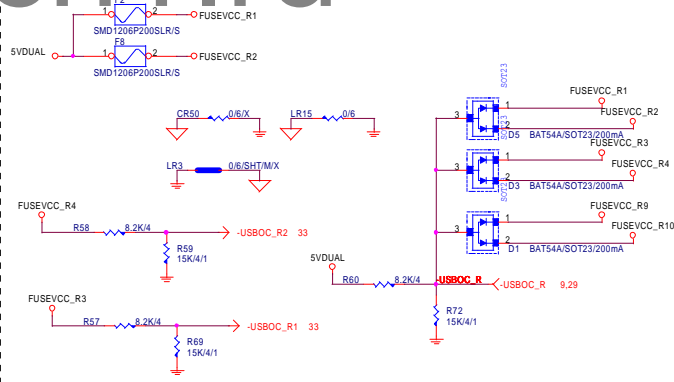 F2
1 2 FUSEVCC_R1
SMD1206P200SLR/S
F8
5VDUAL 1 2 FUSEVCC_R2
SMD1206P200SLR/S
CR50 0/6/X
LR15 0/6
LR3 0/6/SHT/M/X
SOT23
FUSEVCC_R1
1
FUSEVCC_R2
3
2
D5 BAT54A/SOT23/200mA
SOT23
FUSEVCC_R3
1
FUSEVCC_R4
3
2
D3 BAT54A/SOT23/200mA
SOT23
FUSEVCC_R9
1
FUSEVCC_R10
3
2
D1 BAT54A/SOT23/200mA
FUSEVCC_R4
R58 8.2K/4 -USBOC_R2 33
R59
15K/4/1
5VDUAL
R60 8.2K/4 -USBOC_R -USBOC_R 9,29
R72
15K/4/1
FUSEVCC_R3
R57 8.2K/4 -USBOC_R1 33
R69
15K/4/1